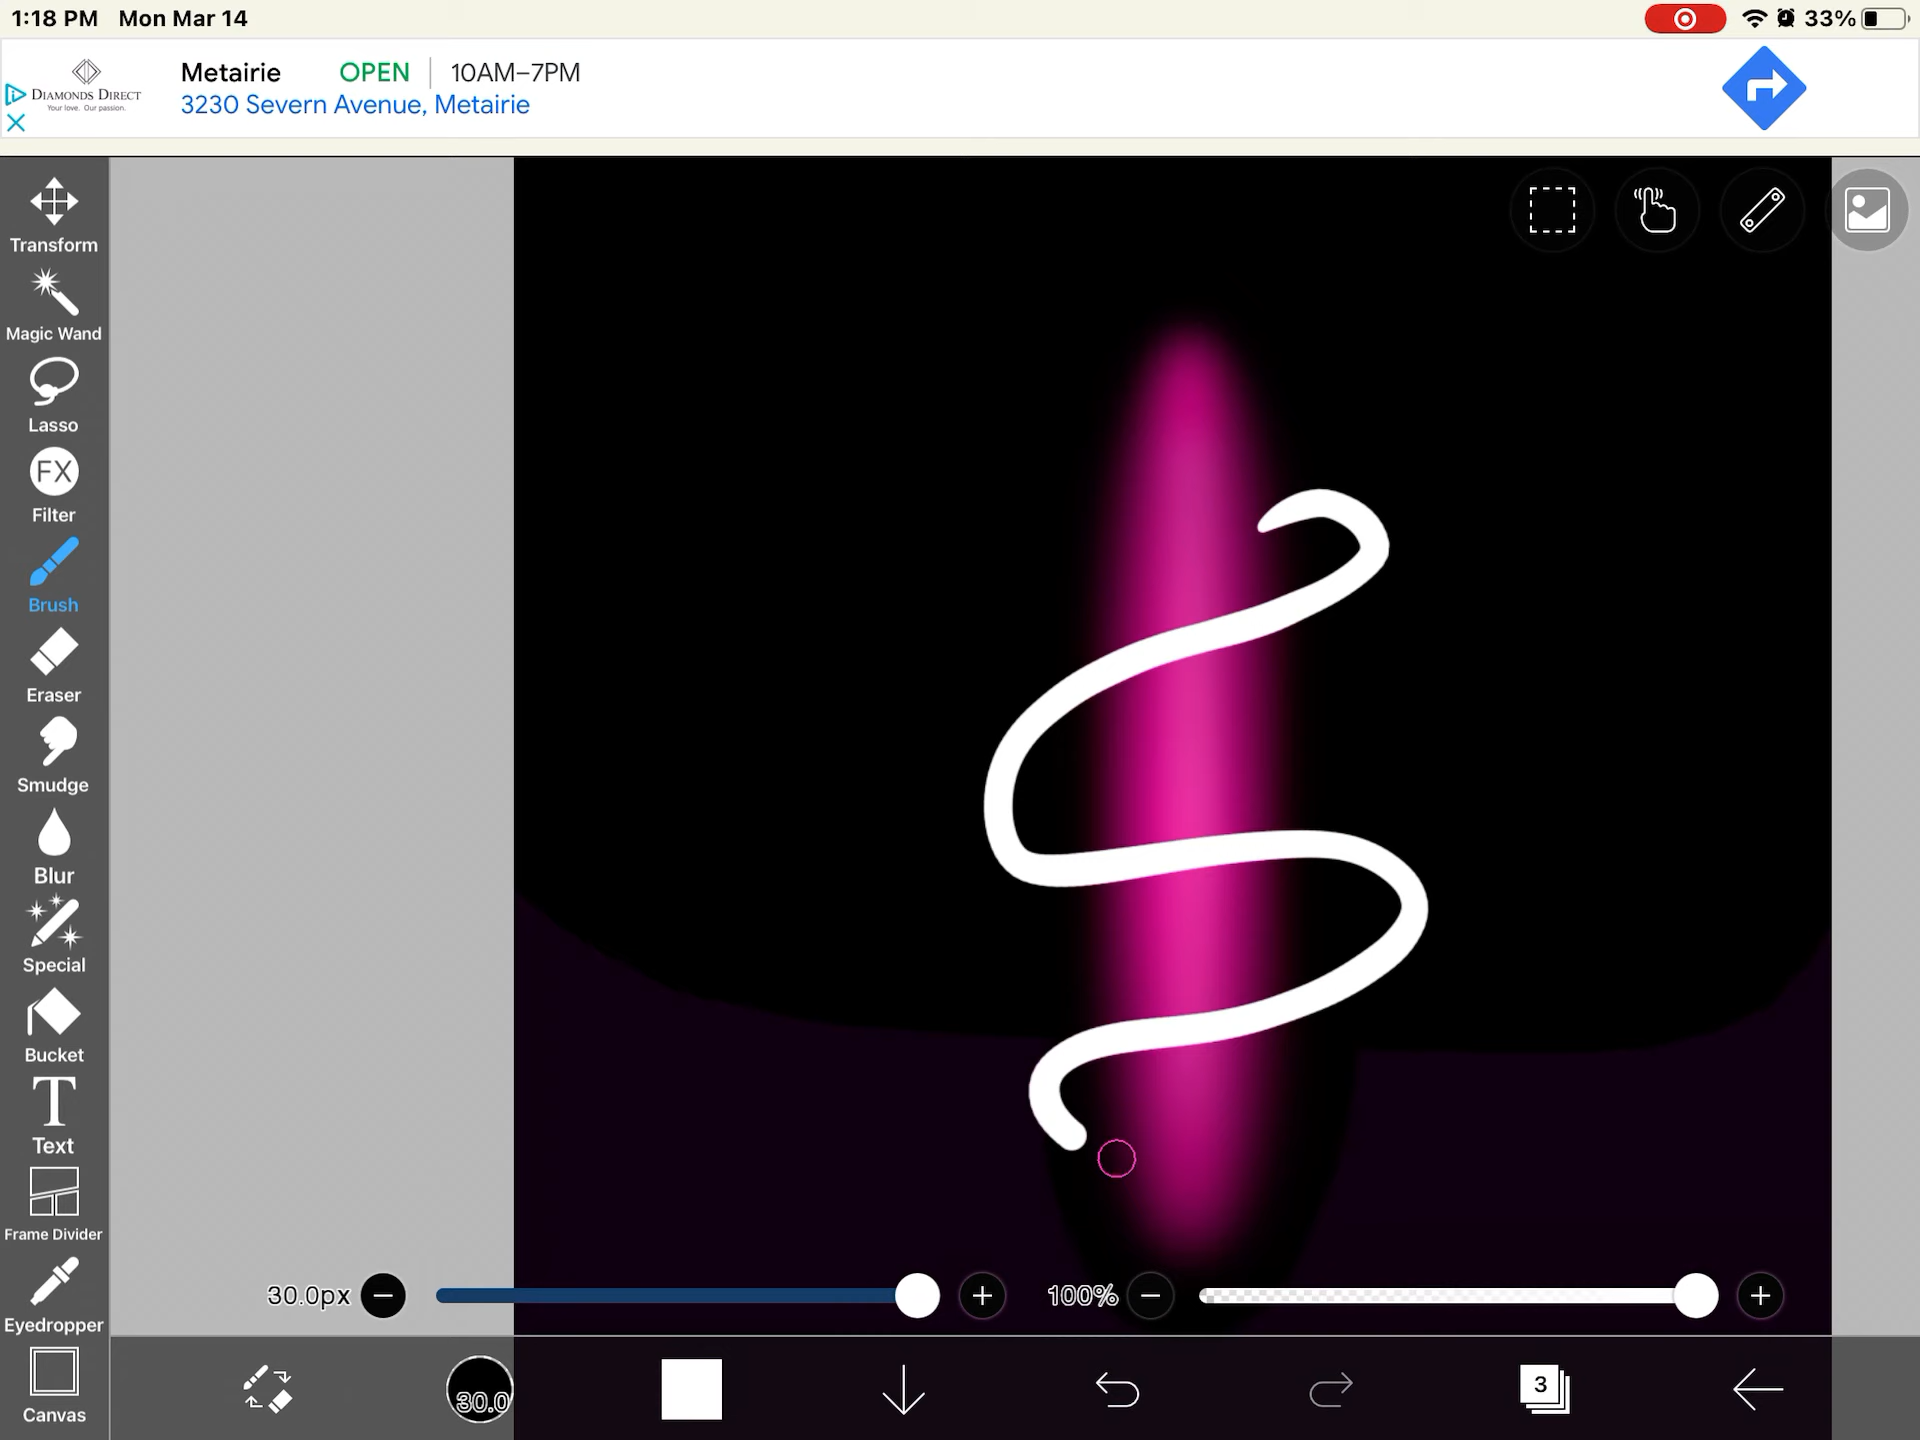 1:18 PM Mon Mar 14
33%
Metairie OPEN 10AM–7PM
DIAMONDS DIRECT
Your love. Our passion.
3230 Severn Avenue, Metairie
Transform
Magic Wand
Lasso
FX
Filter
Brush
Eraser
Smudge
Blur
Special
Bucket
T
Text
Frame Divider
Eyedropper
Canvas
30.0px
100%
30.0
3